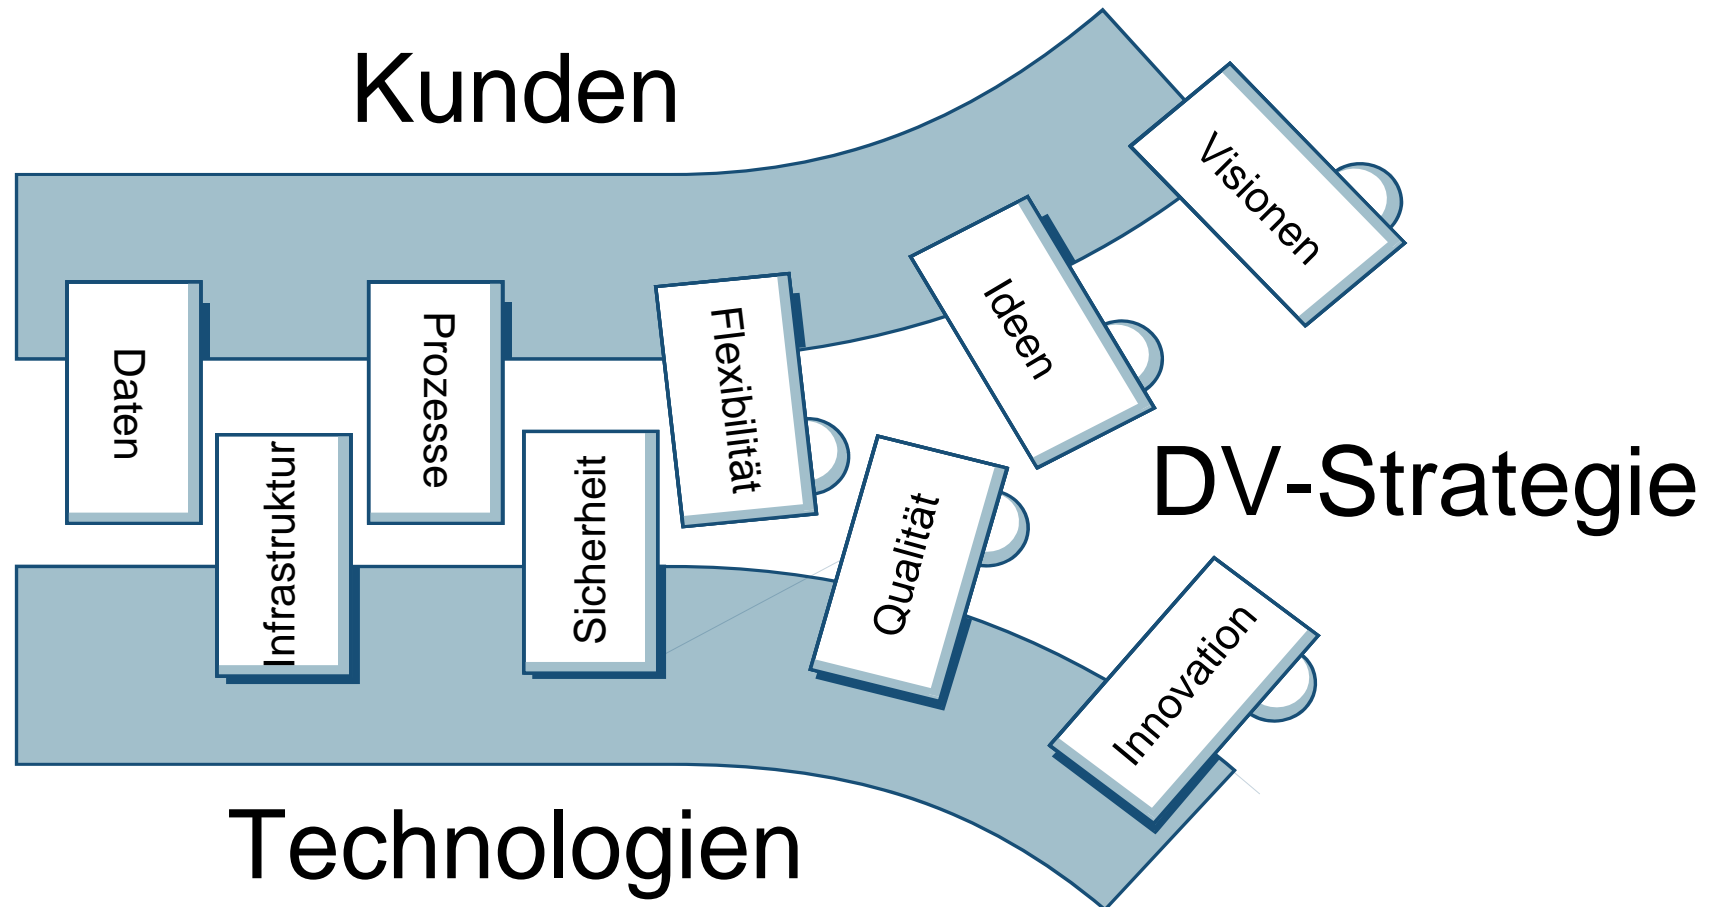 Kunden
Visionen
Ideen
Flexibilität
Prozesse
Daten
Infrastruktur
Sicherheit
Qualität
DV-Strategie
Innovation
Technologien